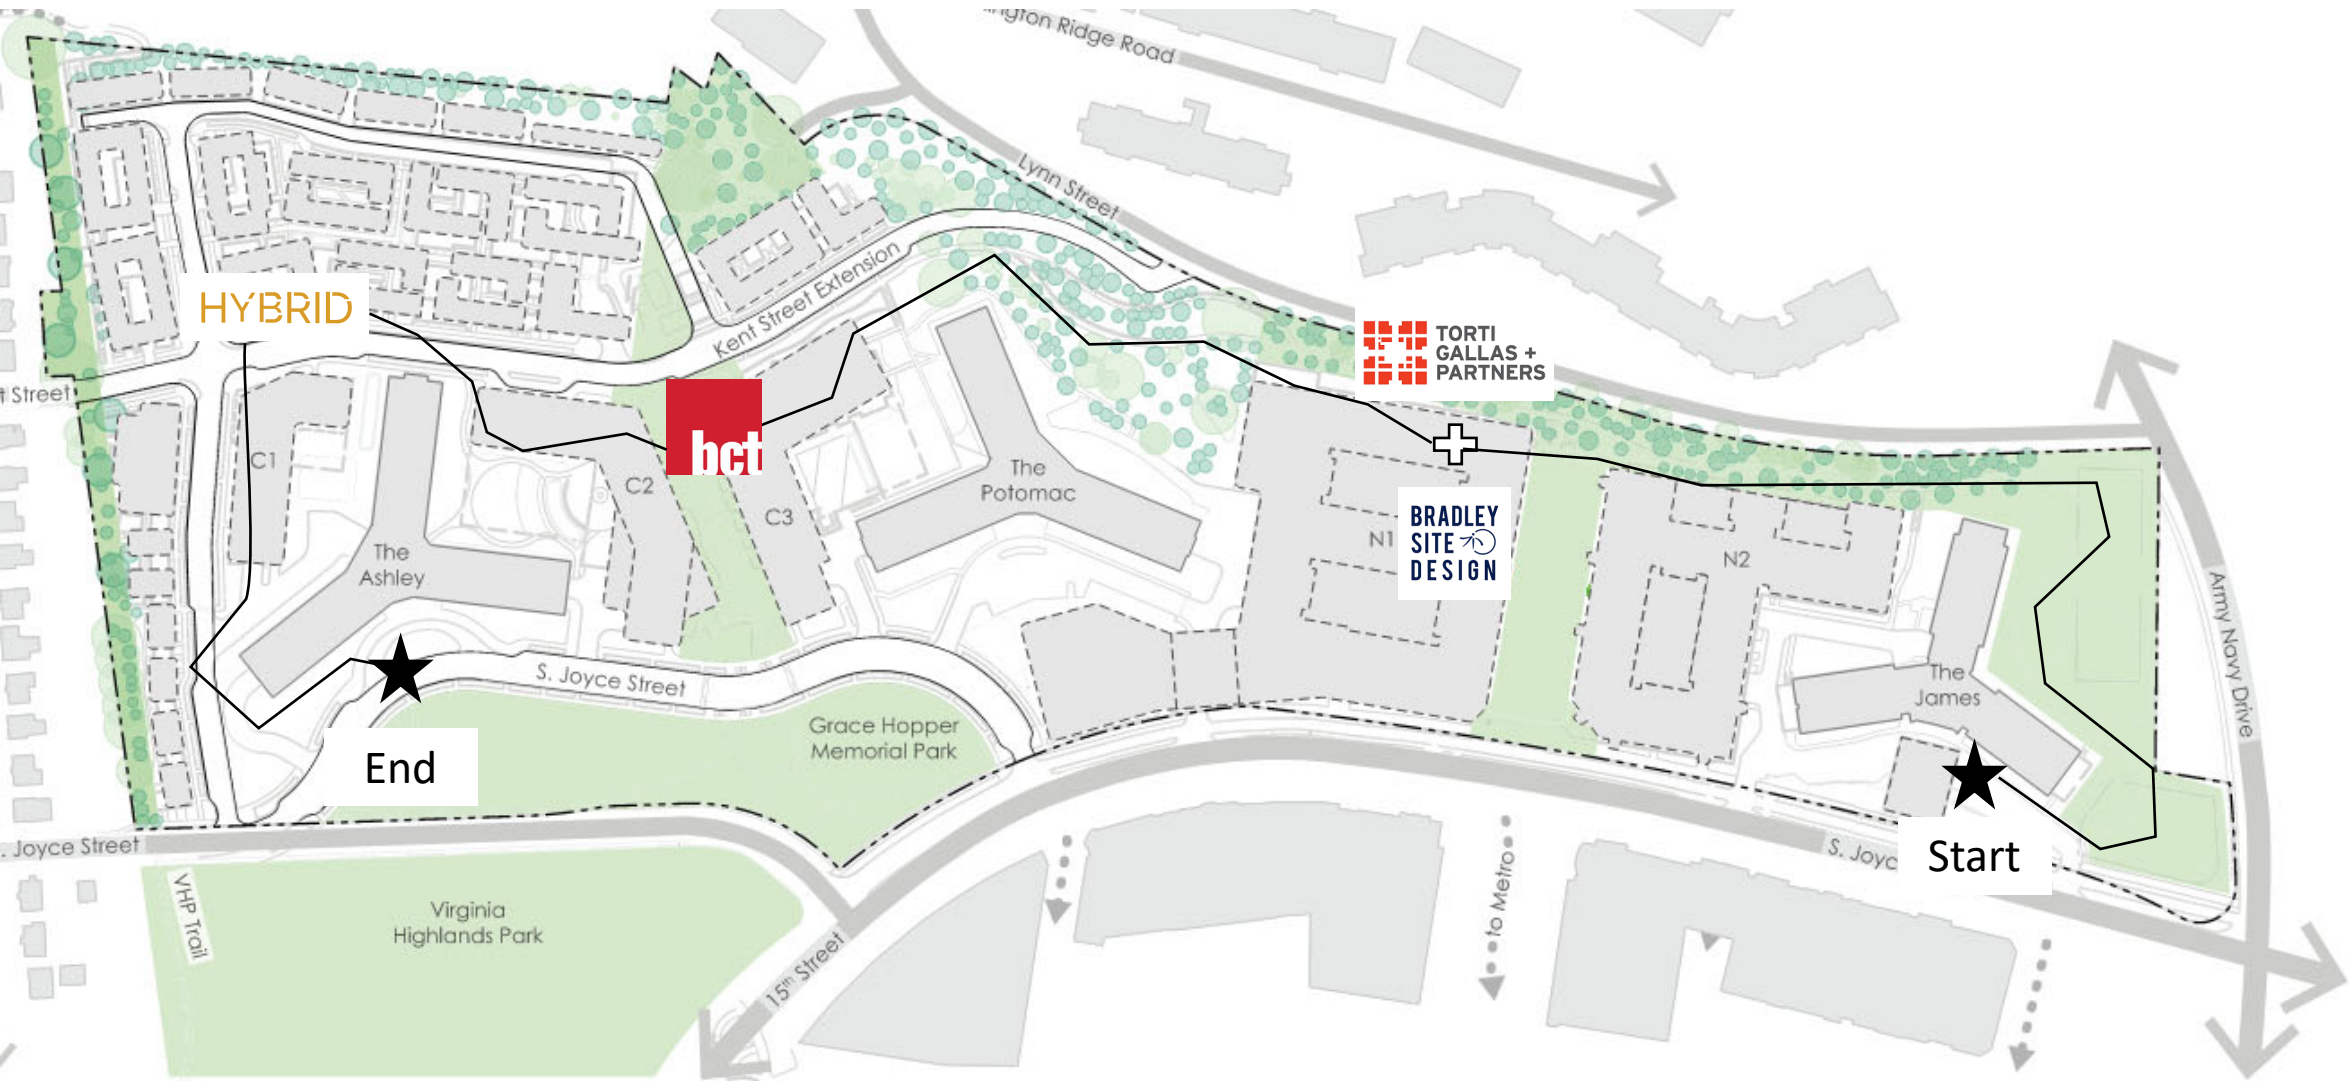 ngton Ridge Road
Lynn Street
Kent Street Extension
HYBRID
TORTI
GALLAS +
PARTNERS
t Street
bct
C1
C2
C3
The
Ashley
The
Potomac
N1
BRADLEY
SITE
DESIGN
N2
The
James
Army Navy Drive
S. Joyce Street
Grace Hopper
Memorial Park
End
Start
. Joyce Street
S. Joyc
VHP Trail
Virginia
Highlands Park
15th Street
to Metro